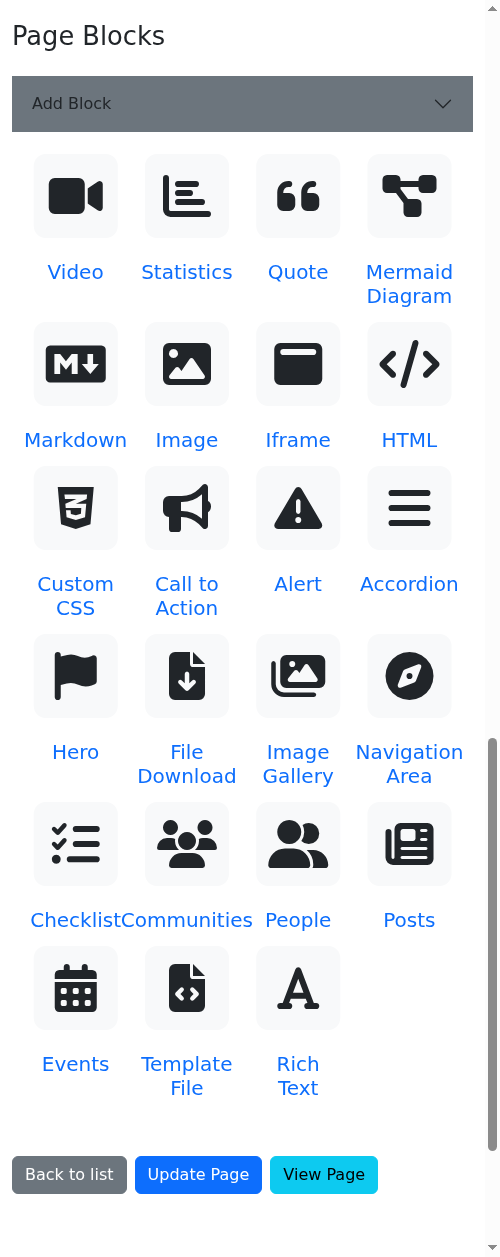 Page Blocks
Add Block
Video
Statistics
Quote
Mermaid
Diagram
M
Markdown
Image
Iframe
HTML
3
Custom
CSS
Call to
Action
Alert
Accordion
Hero
File
Download
Image
Gallery
Navigation
Area
Checklist
Communities
People
Posts
Events
Template
File
A
Rich
Text
Back to list
Update Page
View Page